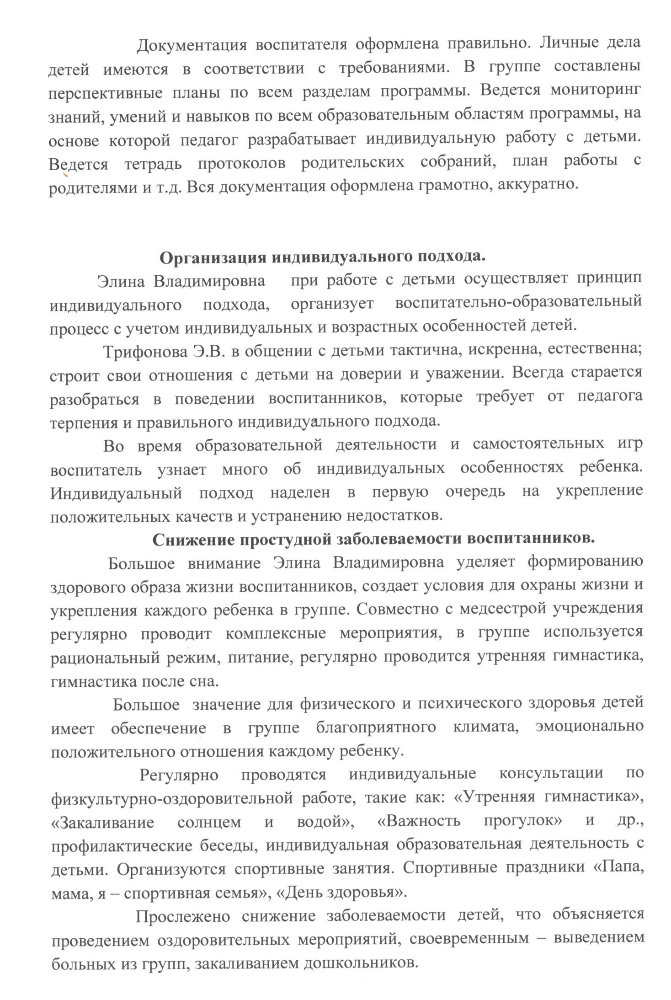 Документация воспитателя оформлена правильно. Личные дела
детей имеются в соответствии с требованиями. В группе составлены
перспективные планы по всем разделам программы. Ведется мониторинг
знаний, умений и навыков по всем образовательным областям программы, на
основе которой педагог разрабатывает индивидуальную работу с детьми.
Ведется тетрадь протоколов родительских собраний, план работы с
родителями и т.д. Вся документация оформлена грамотно, аккуратно.
Организация индивидуального подхода.
Элина Владимировна при работе с детьми осуществляет принцип
индивидуального подхода, организует воспитательно-образовательный
процесс с учетом индивидуальных и возрастных особенностей детей.
Трифонова Э.В. в общении с детьми тактична, искренна, естественна;
строит свои отношения с детьми на доверии и уважении. Всегда старается
разобраться в поведении воспитанников, которые требует от педагога
терпения и правильного индивидуального подхода.
Во время образовательной деятельности и самостоятельных игр
воспитатель узнает много об индивидуальных особенностях ребенка.
Индивидуальный подход наделен в первую очередь на укрепление
положительных качеств и устранению недостатков.
Снижение простудной заболеваемости воспитанников.
Большое внимание Элина Владимировна уделяет формированию
здорового образа жизни воспитанников, создает условия для охраны жизни и
укрепления каждого ребенка в группе. Совместно с медсестрой учреждения
регулярно проводит комплексные мероприятия, в группе используется
рациональный режим, питание, регулярно проводится утренняя гимнастика,
гимнастика после сна.
Большое значение для физического и психического здоровья детей
имеет обеспечение в группе благоприятного климата, эмоционально
положительного отношения каждому ребенку.
Регулярно проводятся индивидуальные консультации по
физкультурно-оздоровительной работе, такие как: «Утренняя гимнастика»,
«Закаливание солнцем и водой», «Важность прогулок» и др.,
профилактические беседы, индивидуальная образовательная деятельность с
детьми. Организуются спортивные занятия. Спортивные праздники «Папа,
мама, я – спортивная семья», «День здоровья».
Прослежено снижение заболеваемости детей, что объясняется
проведением оздоровительных мероприятий, своевременным – выведением
больных из групп, закаливанием дошкольников.